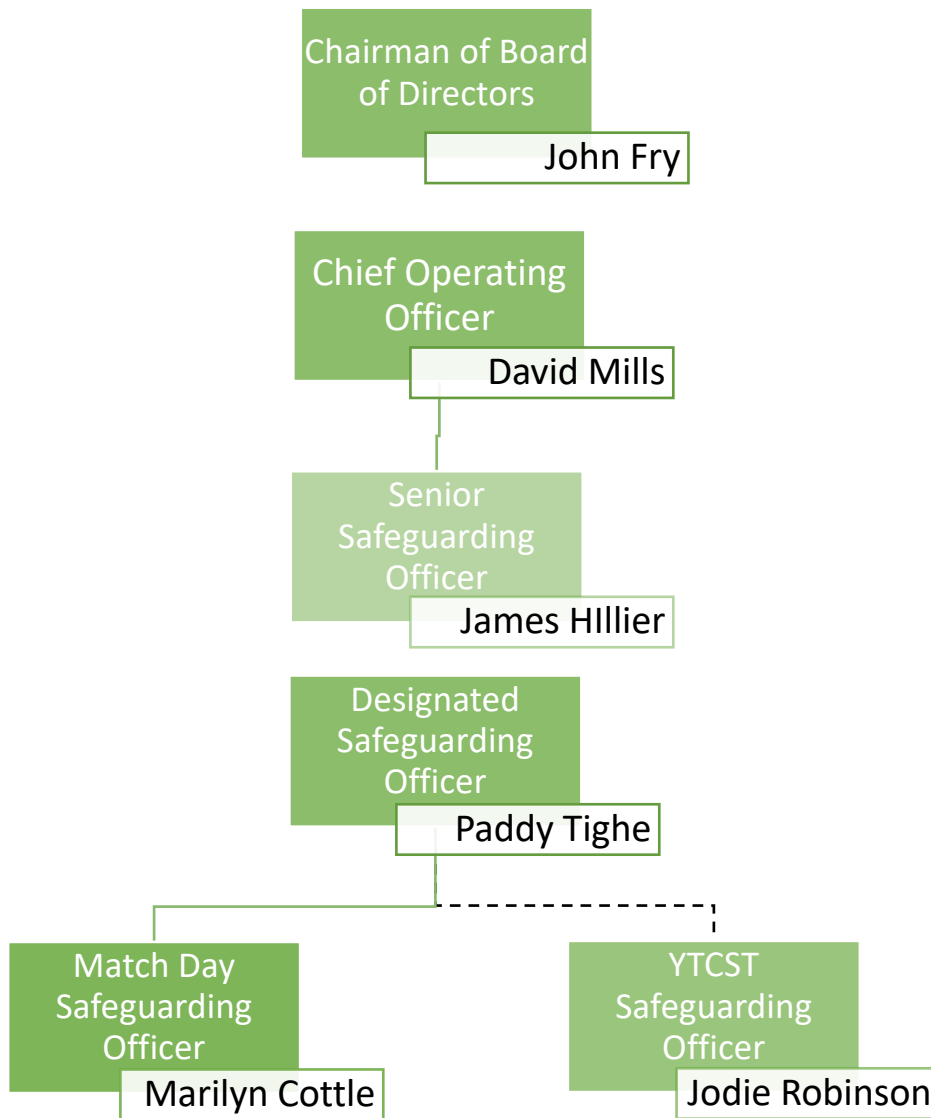 Chairman of Board
of Directors
John Fry
Chief Operating
Officer
David Mills
Senior
Safeguarding
Officer
James HIllier
Designated
Safeguarding
Officer
Paddy Tighe
Match Day
Safeguarding
Officer
Marilyn Cottle
YTCST
Safeguarding
Officer
Jodie Robinson